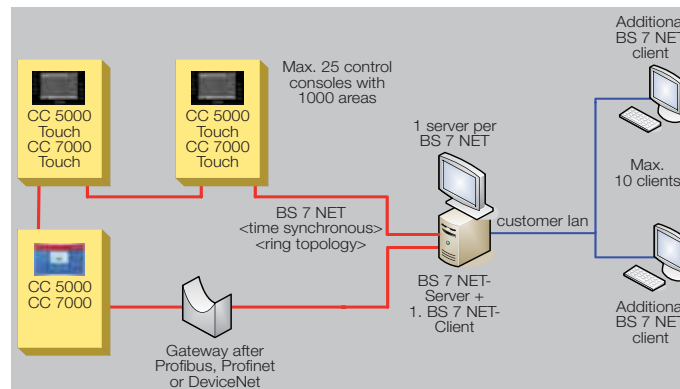 CC 5000
Touch
CC 7000
Touch
CC 5000
Touch
CC 7000
Touch
Max. 25 control
consoles with
1000 areas
1 server per
BS 7 NET
Additiona
BS 7 NET
client
Max.
10 clients
BS 7 NET
<time synchronous>
<ring topology>
customer lan
CC 5000
CC 7000
Gateway after
Profibus, Profinet
or DeviceNet
BS 7 NET-
Server +
1. BS 7 NET-
Client
Additiona
BS 7 NET
client